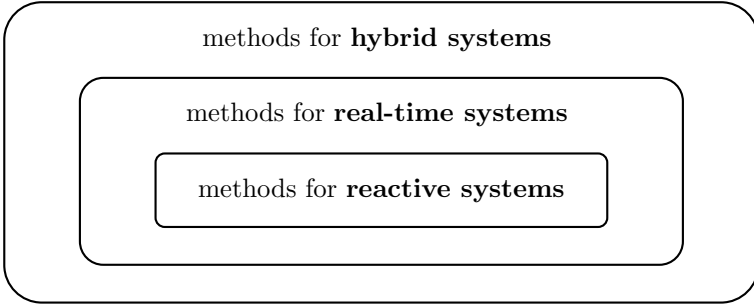 methods for hybrid systems
methods for real-time systems
methods for reactive systems